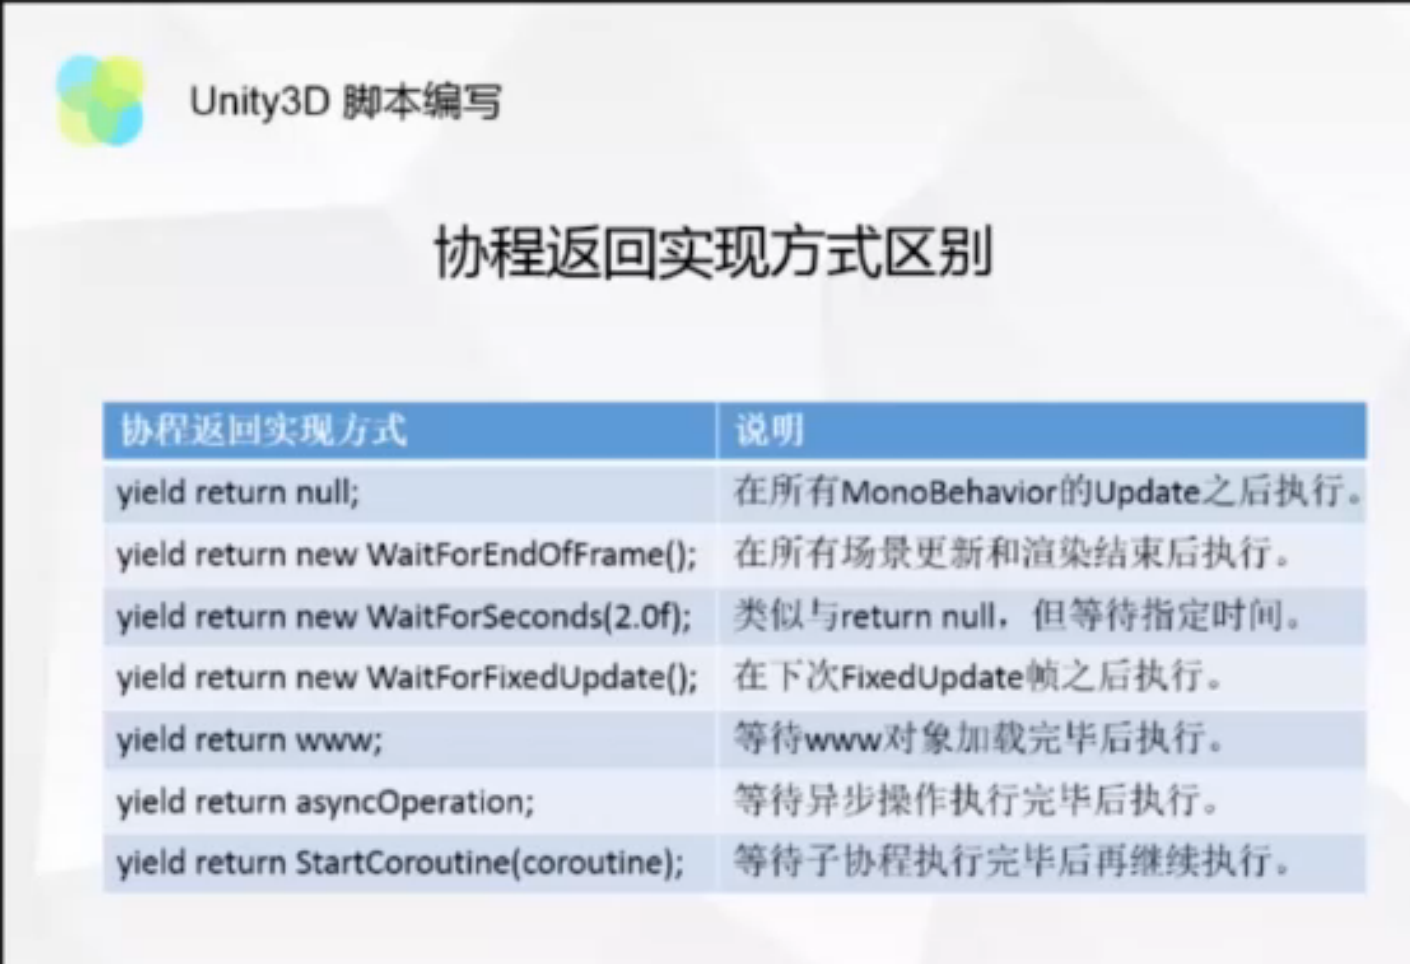 Unity3D 脚本编写
协程返回实现方式区别
协程返回实现方式 说明
yield return null; 在所有MonoBehavior的Update之后执行。
yield return new WaitForEndOfFrame(); 在所有场景更新和渲染结束后执行。
yield return new WaitForSeconds(2.0f); 类似与return null，但等待指定时间。
yield return new WaitForFixedUpdate(); 在下次FixedUpdate帧之后执行。
yield return www; 等待www对象加载完毕后执行。
yield return asyncOperation; 等待异步操作执行完毕后执行。
yield return StartCoroutine(coroutine); 等待子协程执行完毕后再继续执行。